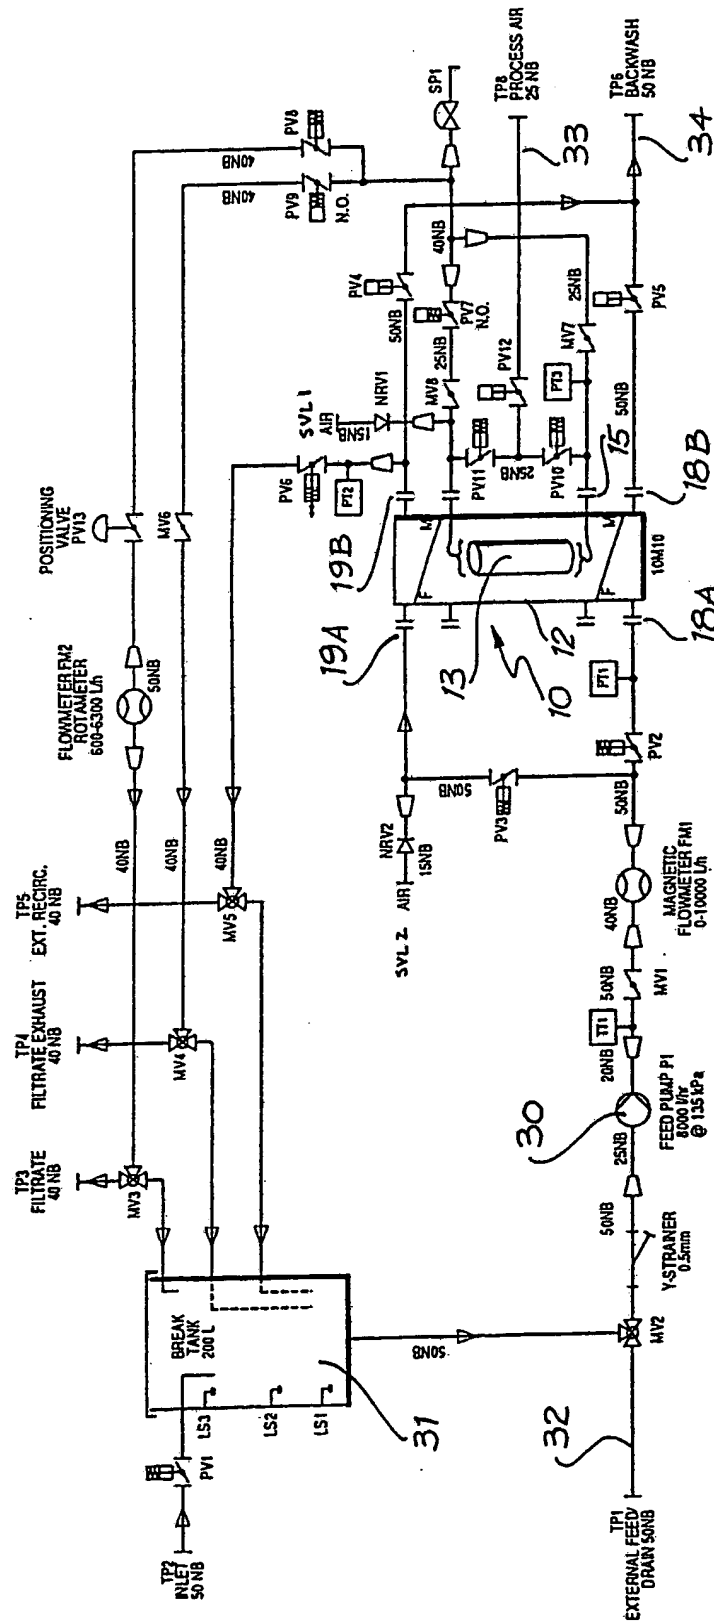 TP2
INLET
50 NB
PV1
BREAK
TANK
200 L
LS3
LS2
LS1
31
TP3
FILTRATE
40 NB
MV3
TP4
FILTRATE EXHAUST
40 NB
MV4
TP5
EXT. RECIRC.
40 NB
MV5
40NB
40NB
40NB
FLOWMETER FM2
ROTAMETER
600-6300 L/h
50NB
POSITIONING
VALVE
PV13
MV6
40NB
40NB
PV8
PV9
N.O.
SP1
PV6
PT2
SVL 1
AIR
15NB
NRV1
PV4
50NB
40NB
PV7
N.O.
25NB
MV8
PV12
TP8
PROCESS AIR
25 NB
33
PV11
25NB
PV10
PT3
MV7
25NB
15
TP6
BACKWASH
50 NB
34
PV5
50NB
18B
19B
19A
M
F
M
F
10M10
13
12
10
18A
SVL 2
AIR
NRV2
15NB
50NB
PV3
PT1
PV2
50NB
MAGNETIC
FLOWMETER FM1
0-10000 L/h
40NB
50NB
MV1
TT1
20NB
30
FEED PUMP P1
8000 l/hr
@ 135 kPa
25NB
50NB
Y-STRAINER
0.5mm
MV2
50NB
32
TP1
EXTERNAL FEED/
DRAIN 50NB